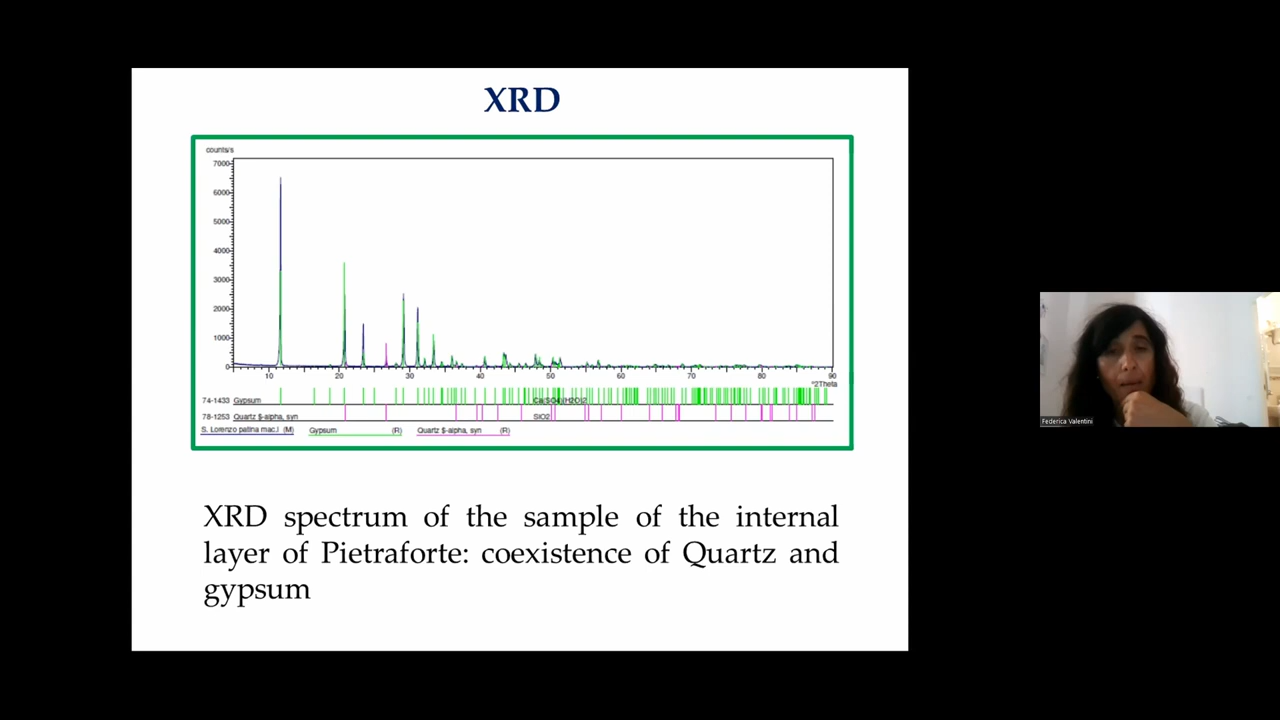 XRD
counts/s
7000
6000
5000
4000
3000
2000
1000
0
10 20 30 40 50 60 70 80 90
°2Theta
74-1433 Gypsum Ca(SO4)(H2O)2
78-1253 Quartz $-alpha, syn SiO2
S. Lorenzo patina mac.I (M) Gypsum (R) Quartz $-alpha, syn (R)
XRD spectrum of the sample of the internal
layer of Pietraforte: coexistence of Quartz and
gypsum
Federica Valentini